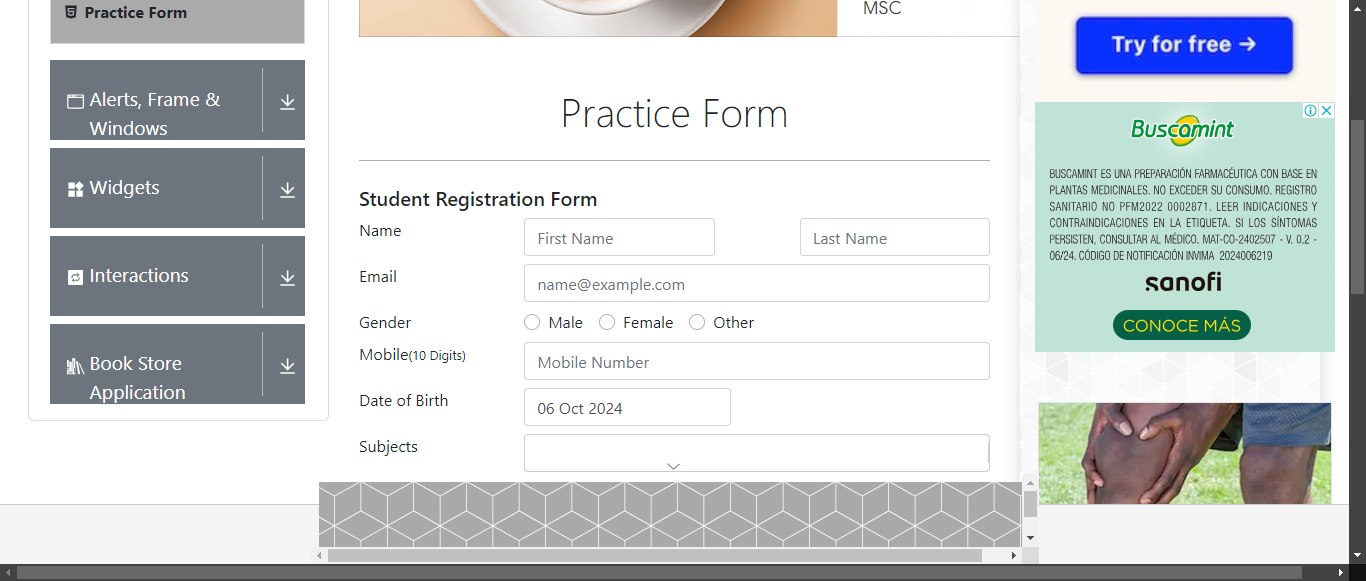 Practice Form
Alerts, Frame &
Windows
Widgets
Interactions
Book Store
Application
MSC
Practice Form
Student Registration Form
Name
First Name
Last Name
Email
name@example.com
Gender
Male
Female
Other
Mobile(10 Digits)
Mobile Number
Date of Birth
06 Oct 2024
Subjects
Try for free →
Buscamint
BUSCAMINT ES UNA PREPARACIÓN FARMACÉUTICA CON BASE EN
PLANTAS MEDICINALES. NO EXCEDER SU CONSUMO. REGISTRO
SANITARIO NO PFM2022 0002871. LEER INDICACIONES Y
CONTRAINDICACIONES EN LA ETIQUETA. SI LOS SÍNTOMAS
PERSISTEN, CONSULTAR AL MÉDICO. MAT-CO-2402507 - V. 0.2 -
06/24. CÓDIGO DE NOTIFICACIÓN INVIMA 2024006219
sanofi
CONOCE MÁS